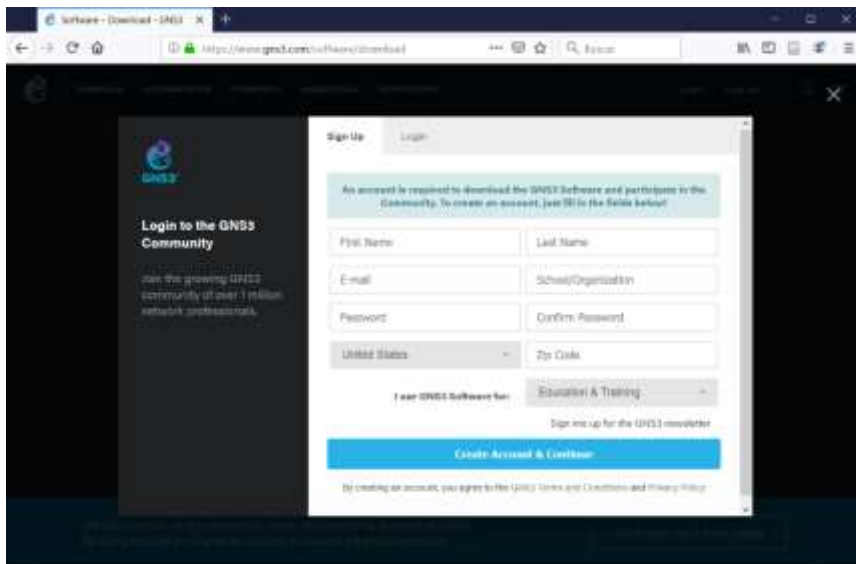 Software - Download - GNS3
https://www.gns3.com/software/download
Buscar
Sign Up
Login
GNS3
An account is required to download the GNS3 Software and participate in the
Community. To create an account, just fill in the fields below!
Login to the GNS3
Community
Join the growing GNS3
community of over 1 million
network professionals.
First Name
Last Name
E-mail
School/Organization
Password
Confirm Password
United States
Zip Code
I use GNS3 Software for:
Education & Training
Sign me up for the GNS3 newsletter
Create Account & Continue
By creating an account, you agree to the GNS3 Terms and Conditions and Privacy Policy